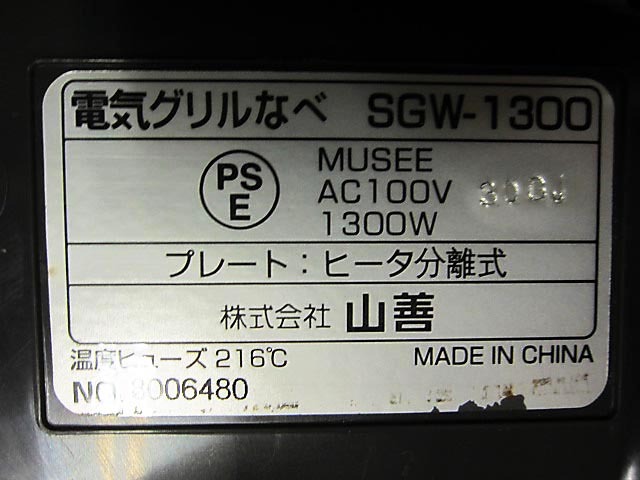 電気グリルなべ SGW-1300
PS
E
MUSEE
AC100V
1300W
プレート：ヒータ分離式
株式会社 山善
温度ヒューズ 216℃ MADE IN CHINA